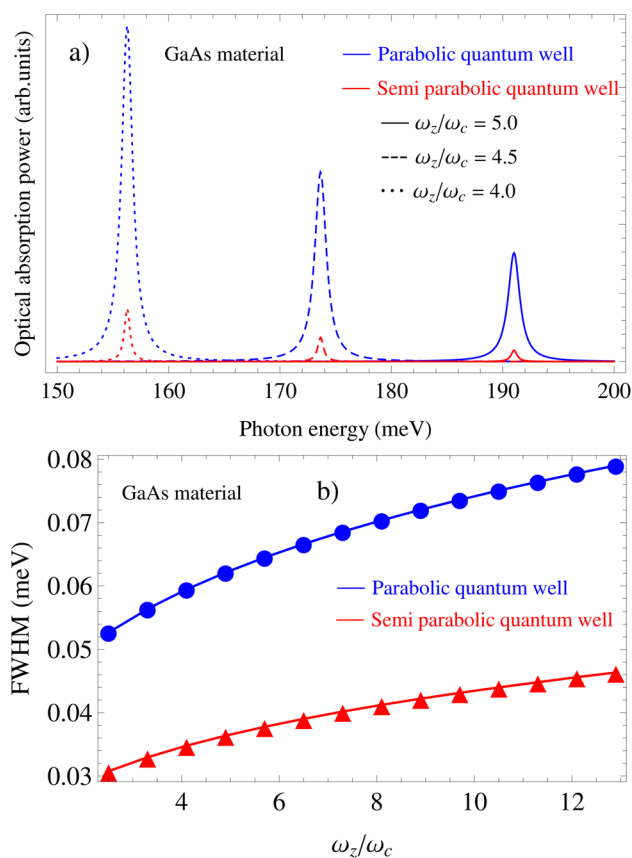 a) GaAs material
Parabolic quantum well
Semi parabolic quantum well
ω_z/ω_c = 5.0
ω_z/ω_c = 4.5
ω_z/ω_c = 4.0
Optical absorption power (arb.units)
150 160 170 180 190 200
Photon energy (meV)
GaAs material b)
Parabolic quantum well
Semi parabolic quantum well
FWHM (meV)
0.08
0.07
0.06
0.05
0.04
0.03
4 6 8 10 12
ω_z/ω_c